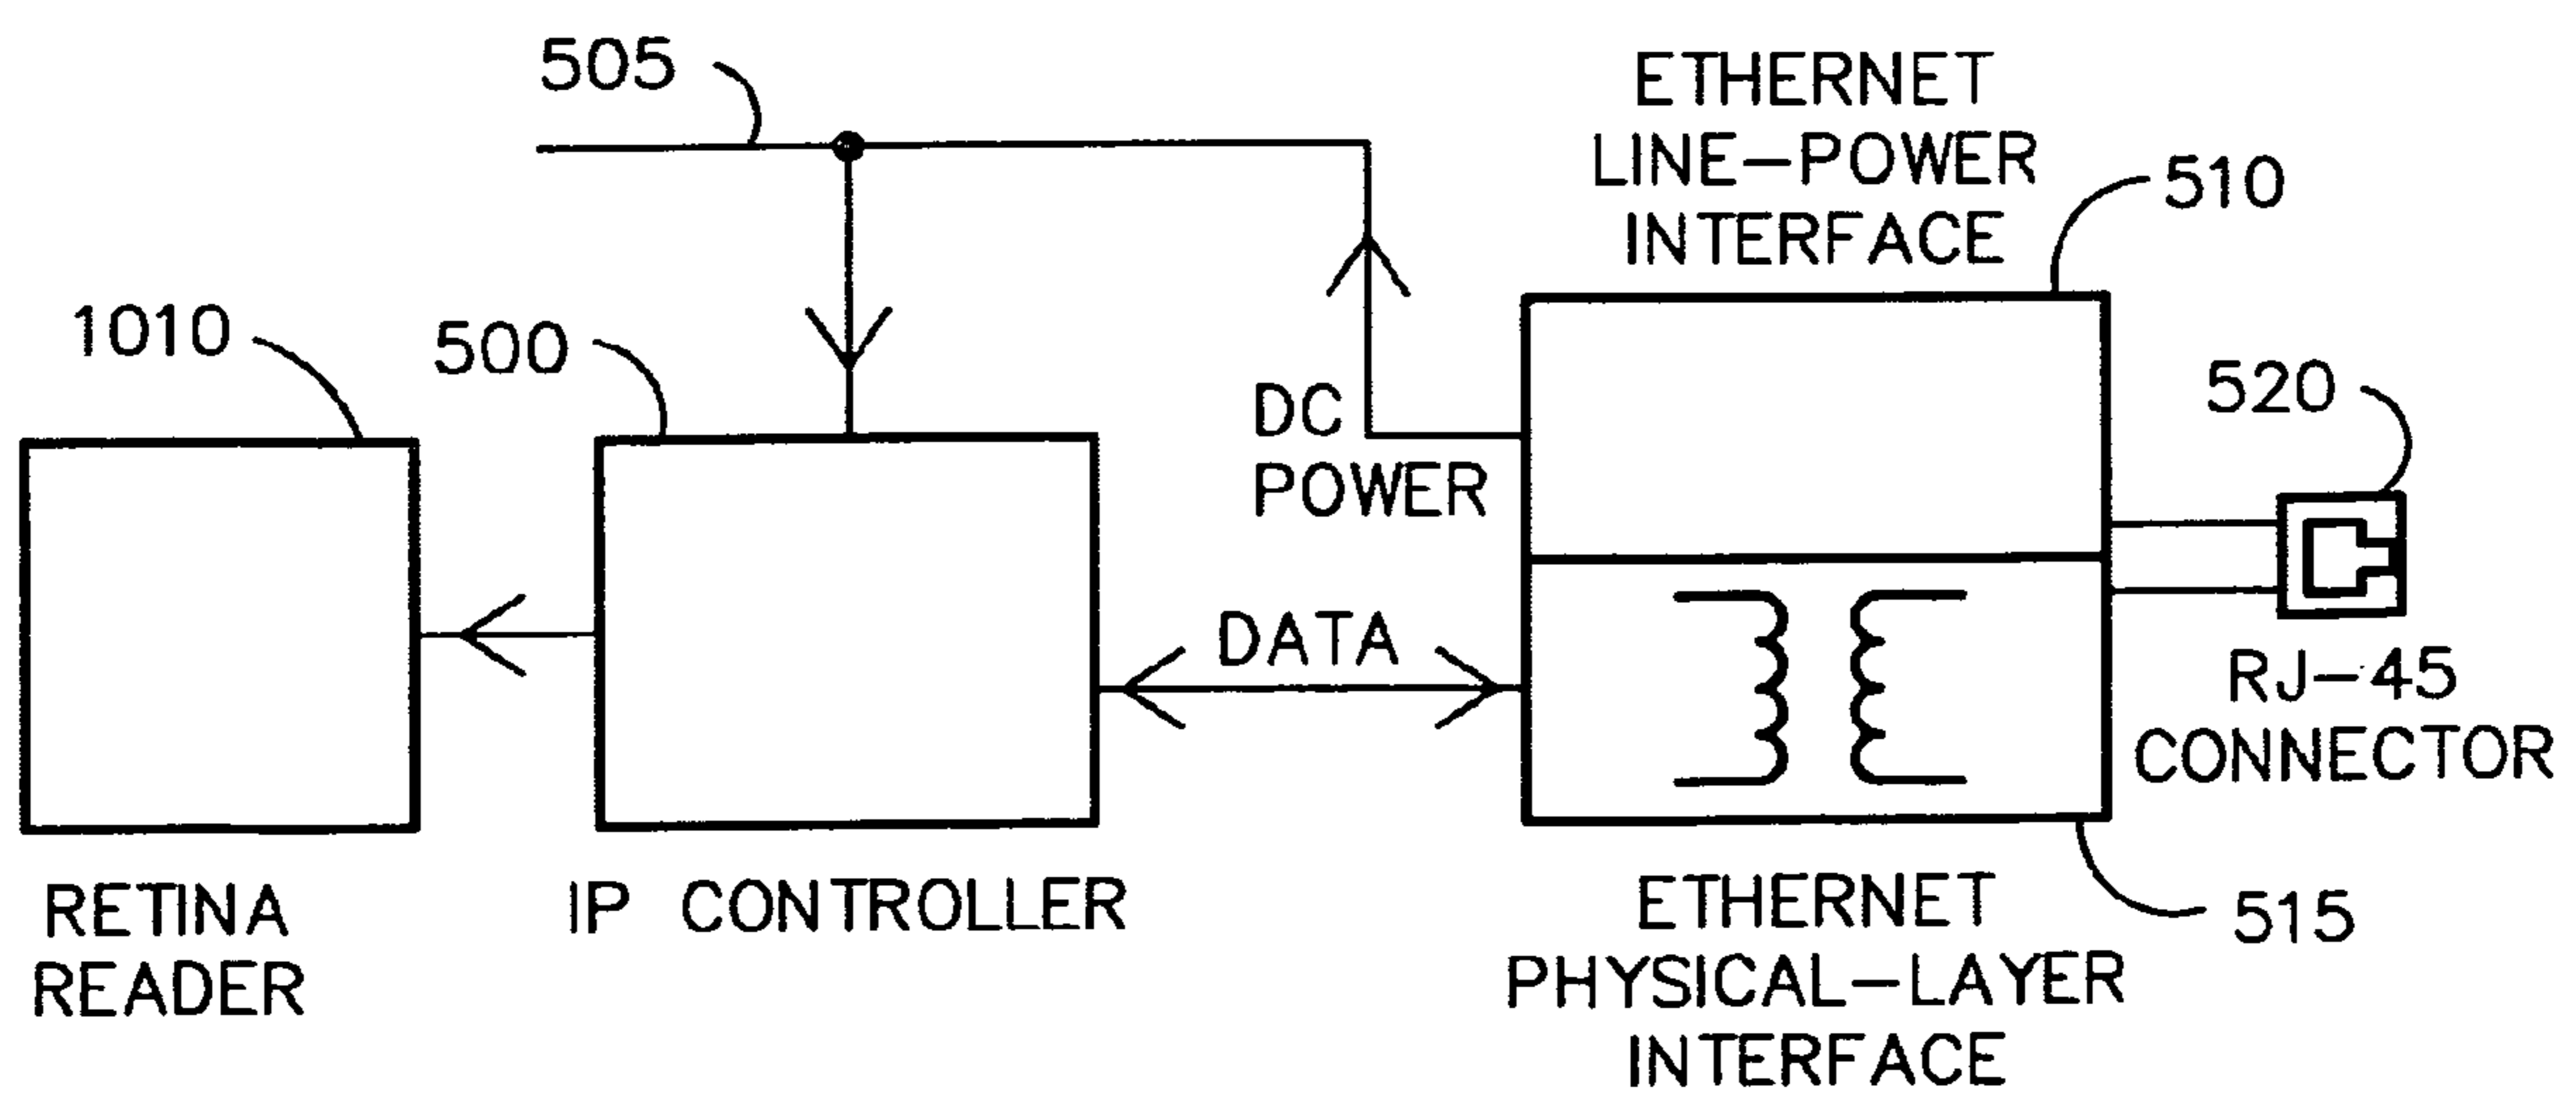 505
ETHERNET
LINE-POWER
INTERFACE
510
1010
500
DC
POWER
520
DATA
RJ-45
CONNECTOR
RETINA
READER
IP CONTROLLER
ETHERNET
PHYSICAL-LAYER
INTERFACE
515